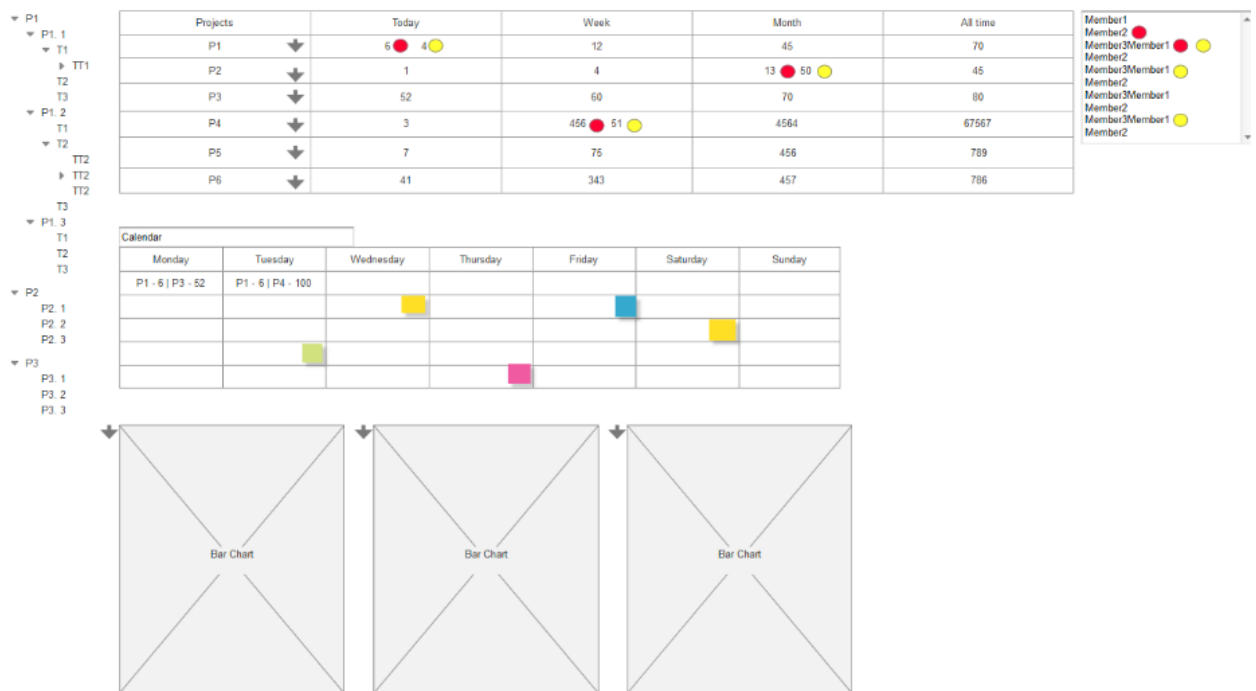 P1
P1. 1
T1
TT1
T2
T3
P1. 2
T1
T2
TT2
TT2
TT2
T3
P1. 3
T1
T2
T3
P2
P2. 1
P2. 2
P2. 3
P3
P3. 1
P3. 2
P3. 3
Projects Today Week Month All time
P1 6 4 12 45 70
P2 1 4 13 50 45
P3 52 60 70 80
P4 3 456 51 4564 67567
P5 7 75 456 789
P6 41 343 457 786
Member1
Member2
Member3Member1
Member2
Member3Member1
Member2
Member3Member1
Member2
Member3Member1
Member2
Calendar
Monday Tuesday Wednesday Thursday Friday Saturday Sunday
P1 - 6 | P3 - 52 P1 - 6 | P4 - 100
Bar Chart Bar Chart Bar Chart